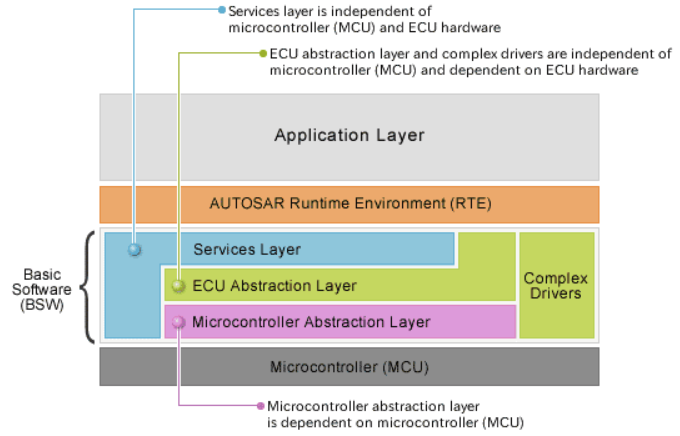 Services layer is independent of
microcontroller (MCU) and ECU hardware
ECU abstraction layer and complex drivers are independent of
microcontroller (MCU) and dependent on ECU hardware
Application Layer
AUTOSAR Runtime Environment (RTE)
Basic
Software
(BSW)
Services Layer
ECU Abstraction Layer
Complex
Drivers
Microcontroller Abstraction Layer
Microcontroller (MCU)
Microcontroller abstraction layer
is dependent on microcontroller (MCU)